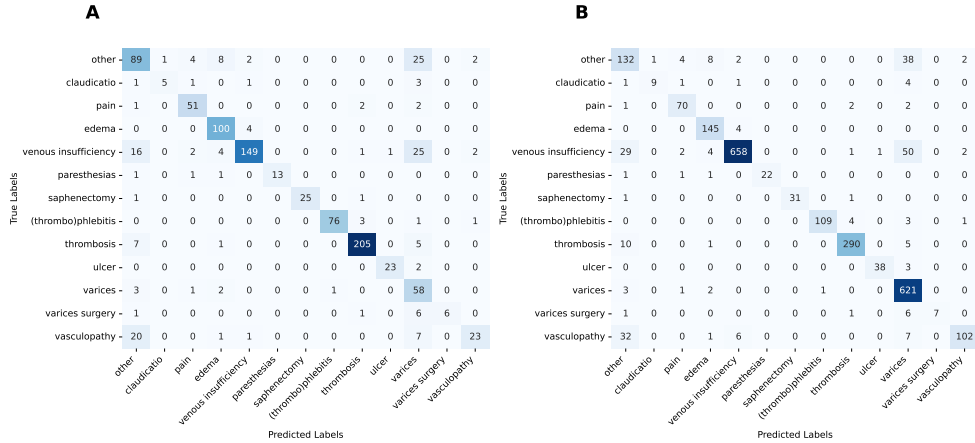 A
other 89 1 4 8 2 0 0 0 0 0 25 0 2
claudicatio 1 5 1 0 1 0 0 0 0 0 3 0 0
pain 1 0 51 0 0 0 0 0 2 0 2 0 0
edema 0 0 0 100 4 0 0 0 0 0 0 0 0
venous insufficiency 16 0 2 4 149 0 0 0 1 1 25 0 2
paresthesias 1 0 1 1 0 13 0 0 0 0 0 0 0
saphenectomy 1 0 0 0 0 0 25 0 1 0 0 0 0
(thrombo)phlebitis 0 0 0 0 0 0 0 76 3 0 1 0 1
thrombosis 7 0 0 1 0 0 0 0 205 0 5 0 0
ulcer 0 0 0 0 0 0 0 0 0 23 2 0 0
varices 3 0 1 2 0 0 0 1 0 0 58 0 0
varices surgery 1 0 0 0 0 0 0 0 1 0 6 6 0
vasculopathy 20 0 0 1 1 0 0 0 0 0 7 0 23
other claudicatio pain edema venous insufficiency paresthesias saphenectomy (thrombo)phlebitis thrombosis ulcer varices varices surgery vasculopathy
True Labels
Predicted Labels
B
other 132 1 4 8 2 0 0 0 0 0 38 0 2
claudicatio 1 9 1 0 1 0 0 0 0 0 4 0 0
pain 1 0 70 0 0 0 0 0 2 0 2 0 0
edema 0 0 0 145 4 0 0 0 0 0 0 0 0
venous insufficiency 29 0 2 4 658 0 0 0 1 1 50 0 2
paresthesias 1 0 1 1 0 22 0 0 0 0 0 0 0
saphenectomy 1 0 0 0 0 0 31 0 1 0 0 0 0
(thrombo)phlebitis 0 0 0 0 0 0 0 109 4 0 3 0 1
thrombosis 10 0 0 1 0 0 0 0 290 0 5 0 0
ulcer 0 0 0 0 0 0 0 0 0 38 3 0 0
varices 3 0 1 2 0 0 0 1 0 0 621 0 0
varices surgery 1 0 0 0 0 0 0 0 1 0 6 7 0
vasculopathy 32 0 0 1 6 0 0 0 0 0 7 0 102
other claudicatio pain edema venous insufficiency paresthesias saphenectomy (thrombo)phlebitis thrombosis ulcer varices varices surgery vasculopathy
True Labels
Predicted Labels